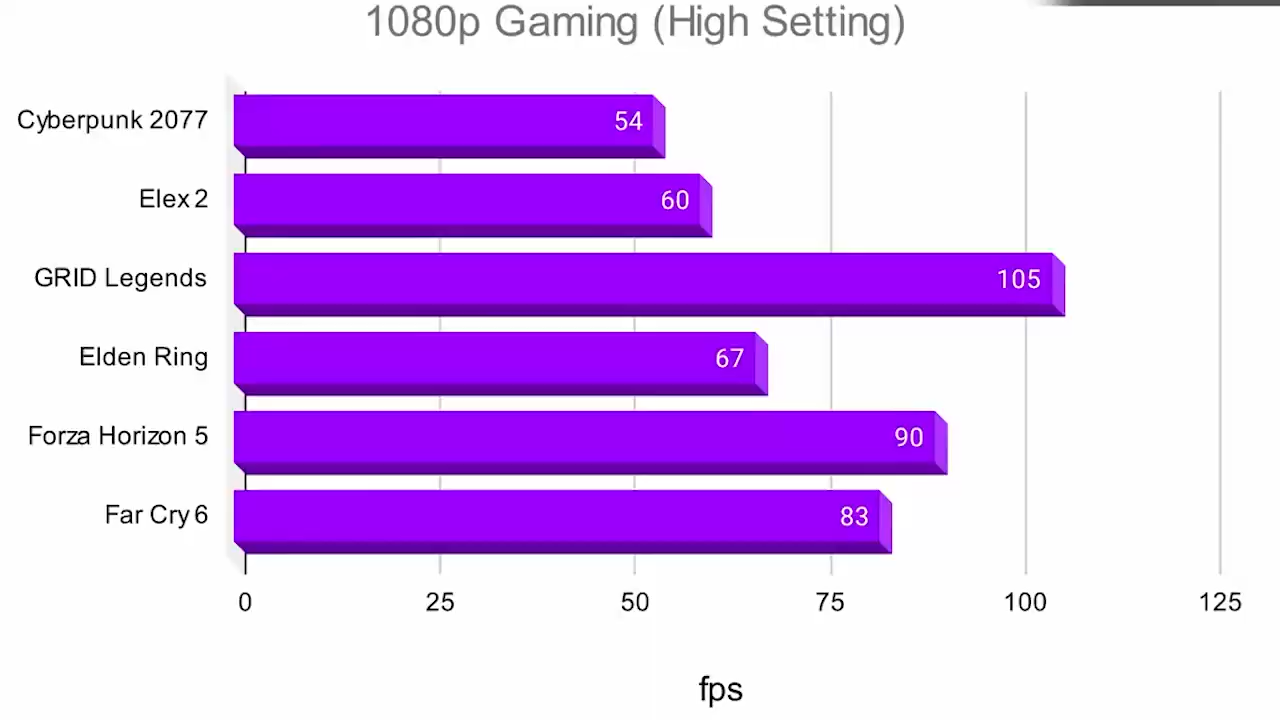 1080p Gaming (High Setting)
Cyberpunk 2077
54
Elex 2
60
GRID Legends
105
Elden Ring
67
Forza Horizon 5
90
Far Cry 6
83
0 25 50 75 100 125
fps